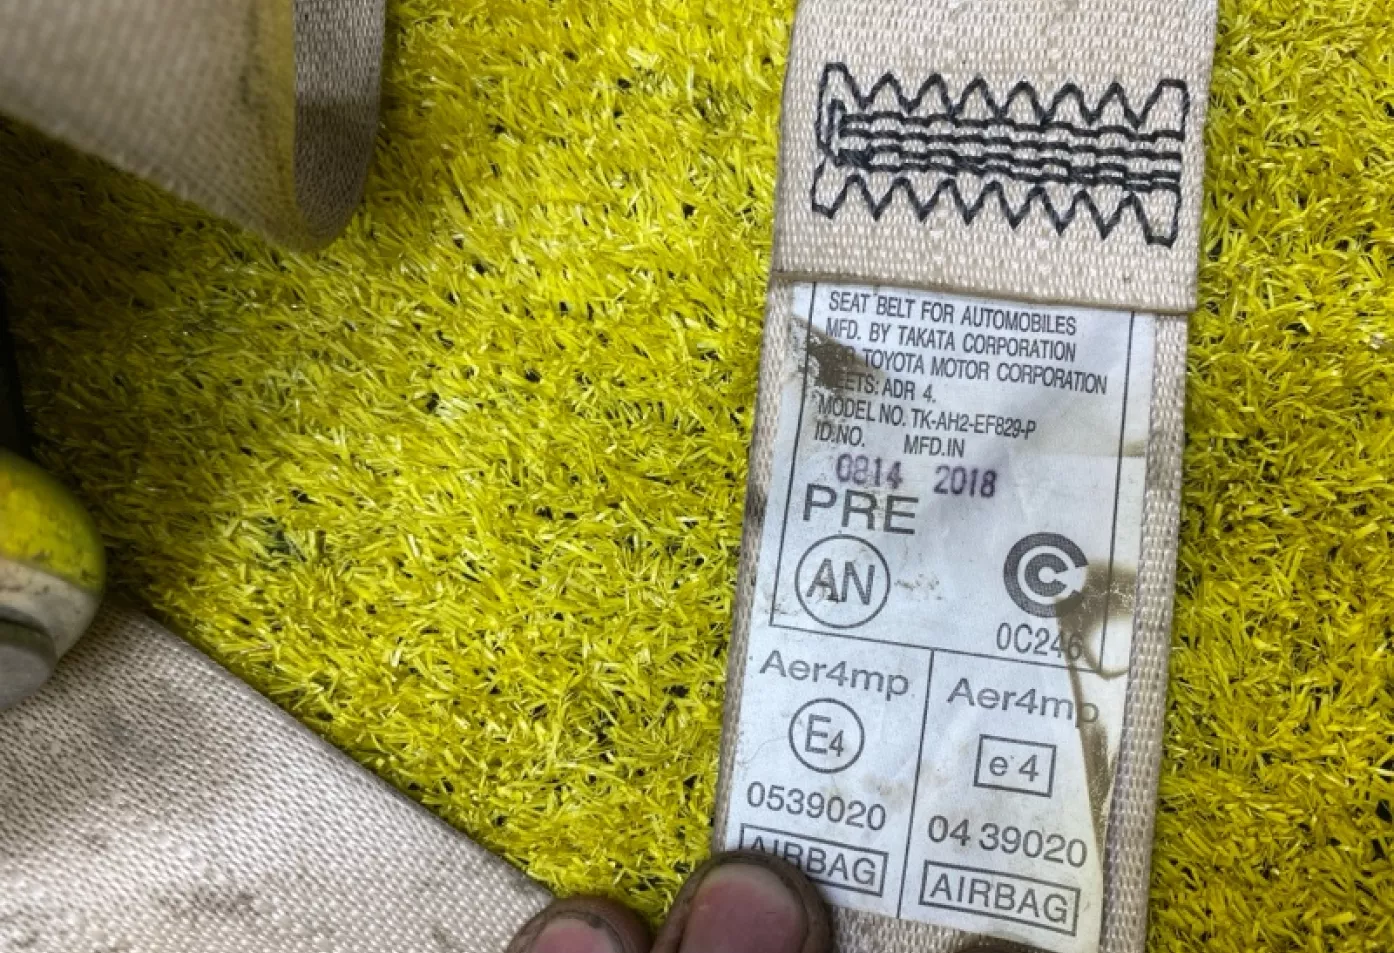 SEAT BELT FOR AUTOMOBILES
MFD. BY TAKATA CORPORATION
TOYOTA MOTOR CORPORATION
ADR 4.
MODEL NO. TK-AH2-EF829-P
ID.NO. MFD.IN
0814 2018
PRE
AN
C
0C246
Aer4mp
E4
0539020
AIRBAG
Aer4mp
e 4
04 39020
AIRBAG